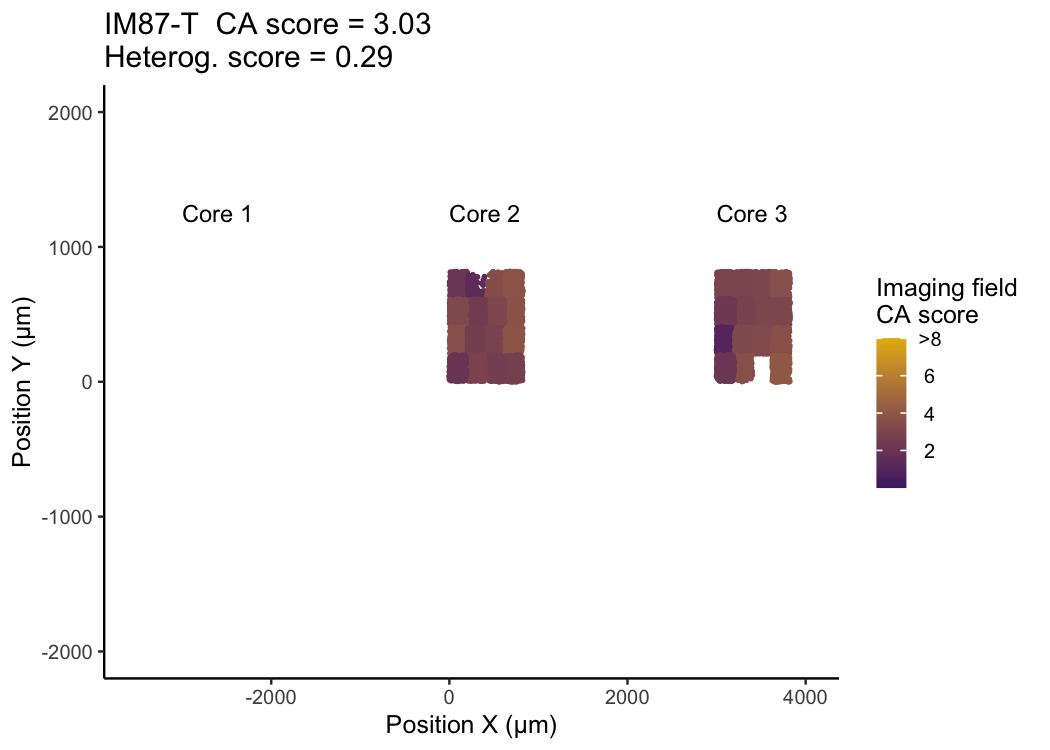 IM87-T  CA score = 3.03
Heterog. score = 0.29
2000
1000
0
-1000
-2000
Position Y (µm)
Core 1
Core 2
Core 3
-2000
0
2000
4000
Position X (µm)
Imaging field
CA score
>8
6
4
2